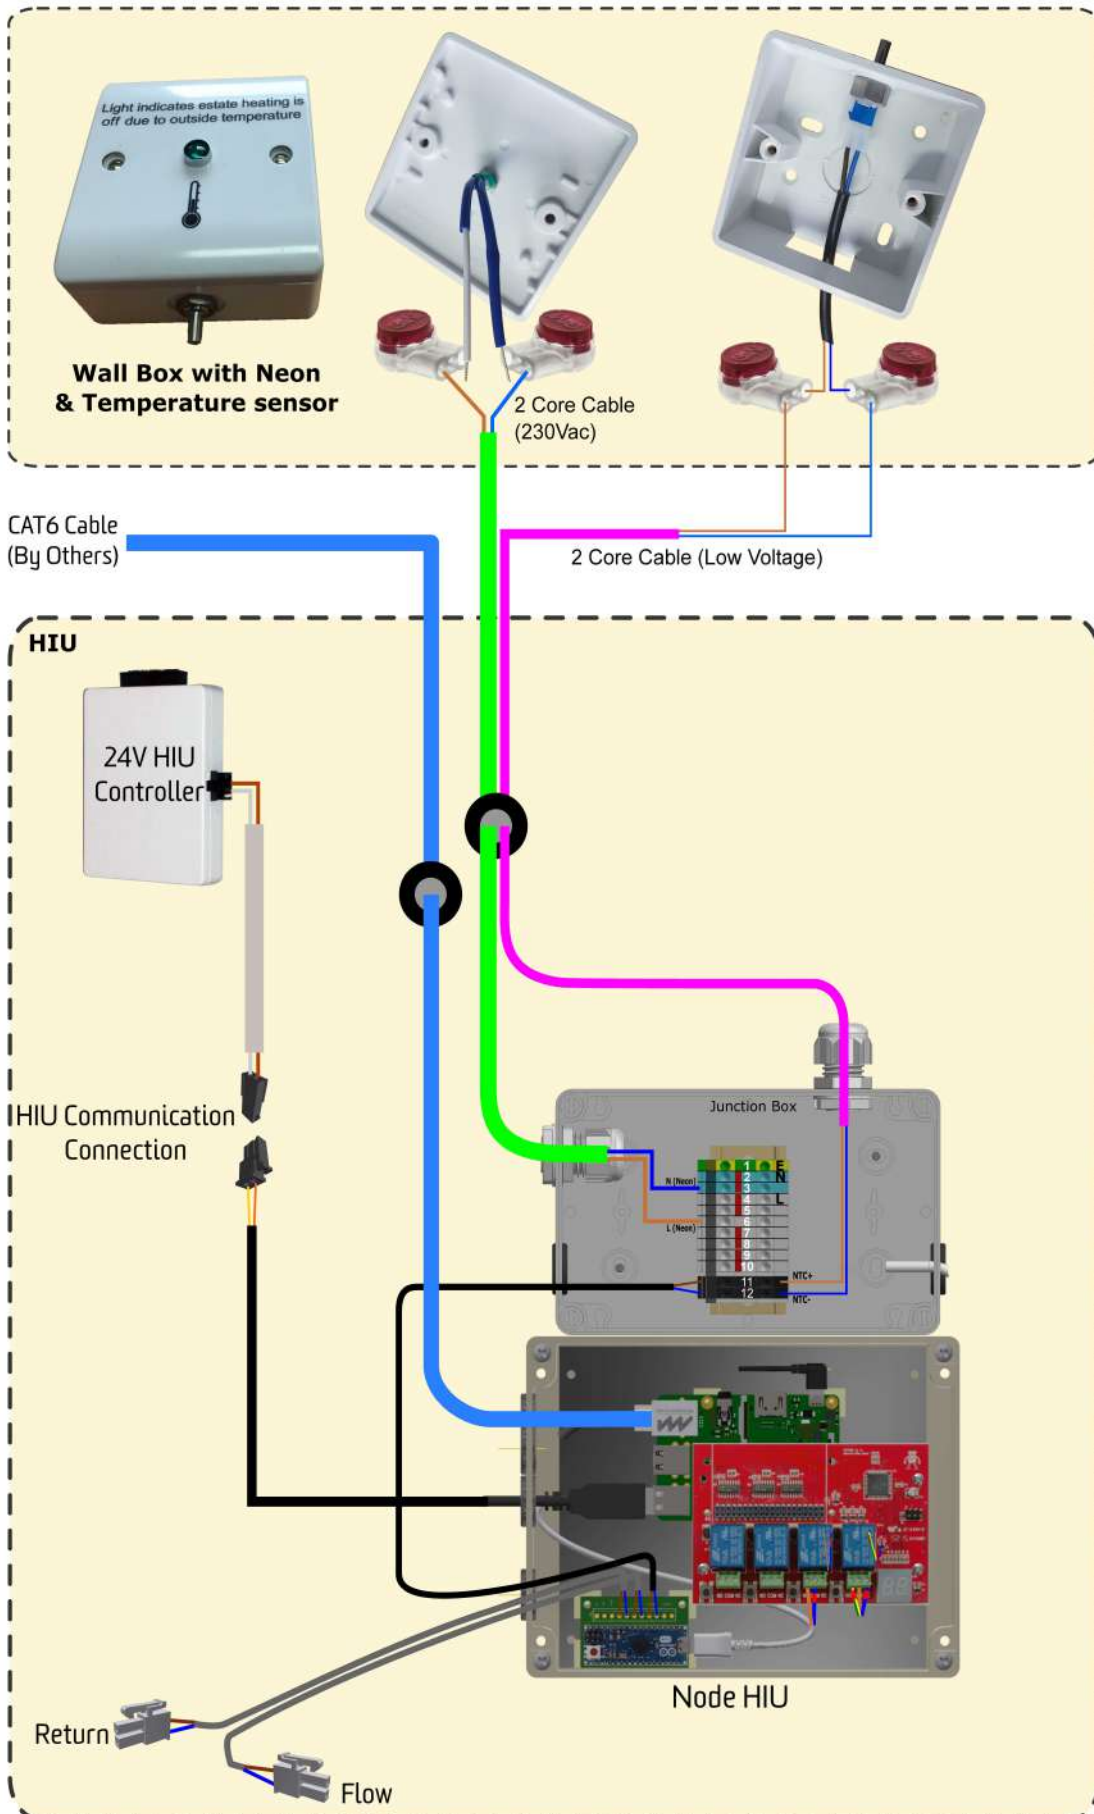 Light indicates estate heating is
off due to outside temperature
Wall Box with Neon
& Temperature sensor
2 Core Cable
(230Vac)
CAT6 Cable
(By Others)
2 Core Cable (Low Voltage)
HIU
24V HIU
Controller
HIU Communication
Connection
Junction Box
1 E
2 N
N (Neon) 3
4 L
5
L (Neon) 6
7
8
9
10
11 NTC+
12 NTC-
Node HIU
Return
Flow